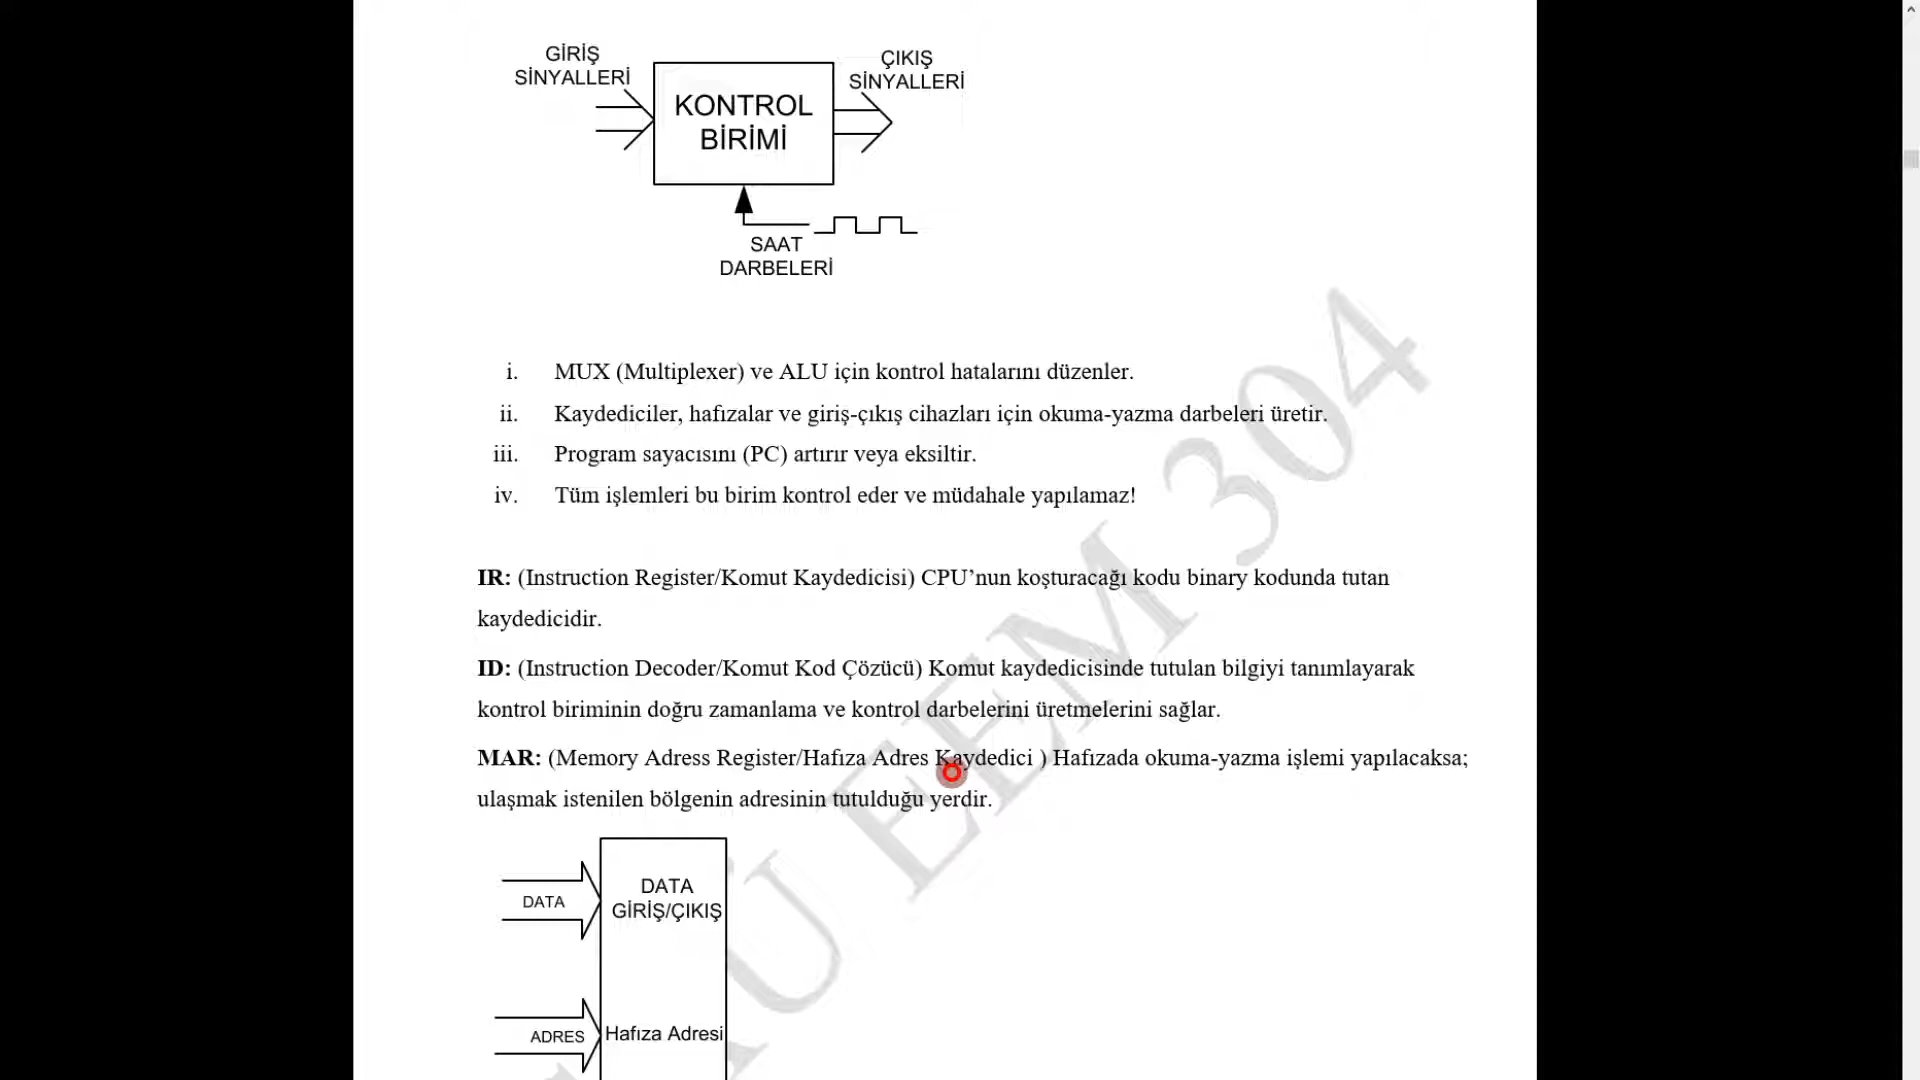 GİRİŞ
SİNYALLERİ
KONTROL
BİRİMİ
ÇIKIŞ
SİNYALLERİ
SAAT
DARBELERİ
i. MUX (Multiplexer) ve ALU için kontrol hatalarını düzenler.
ii. Kaydediciler, hafızalar ve giriş-çıkış cihazları için okuma-yazma darbeleri üretir.
iii. Program sayacısını (PC) artırır veya eksiltir.
iv. Tüm işlemleri bu birim kontrol eder ve müdahale yapılamaz!
IR: (Instruction Register/Komut Kaydedicisi) CPU’nun koşturacağı kodu binary kodunda tutan
kaydedicidir.
ID: (Instruction Decoder/Komut Kod Çözücü) Komut kaydedicisinde tutulan bilgiyi tanımlayarak
kontrol biriminin doğru zamanlama ve kontrol darbelerini üretmelerini sağlar.
MAR: (Memory Adress Register/Hafıza Adres Kaydedici ) Hafızada okuma-yazma işlemi yapılacaksa;
ulaşmak istenilen bölgenin adresinin tutulduğu yerdir.
DATA
DATA
GİRİŞ/ÇIKIŞ
ADRES
Hafıza Adresi
EEM 304